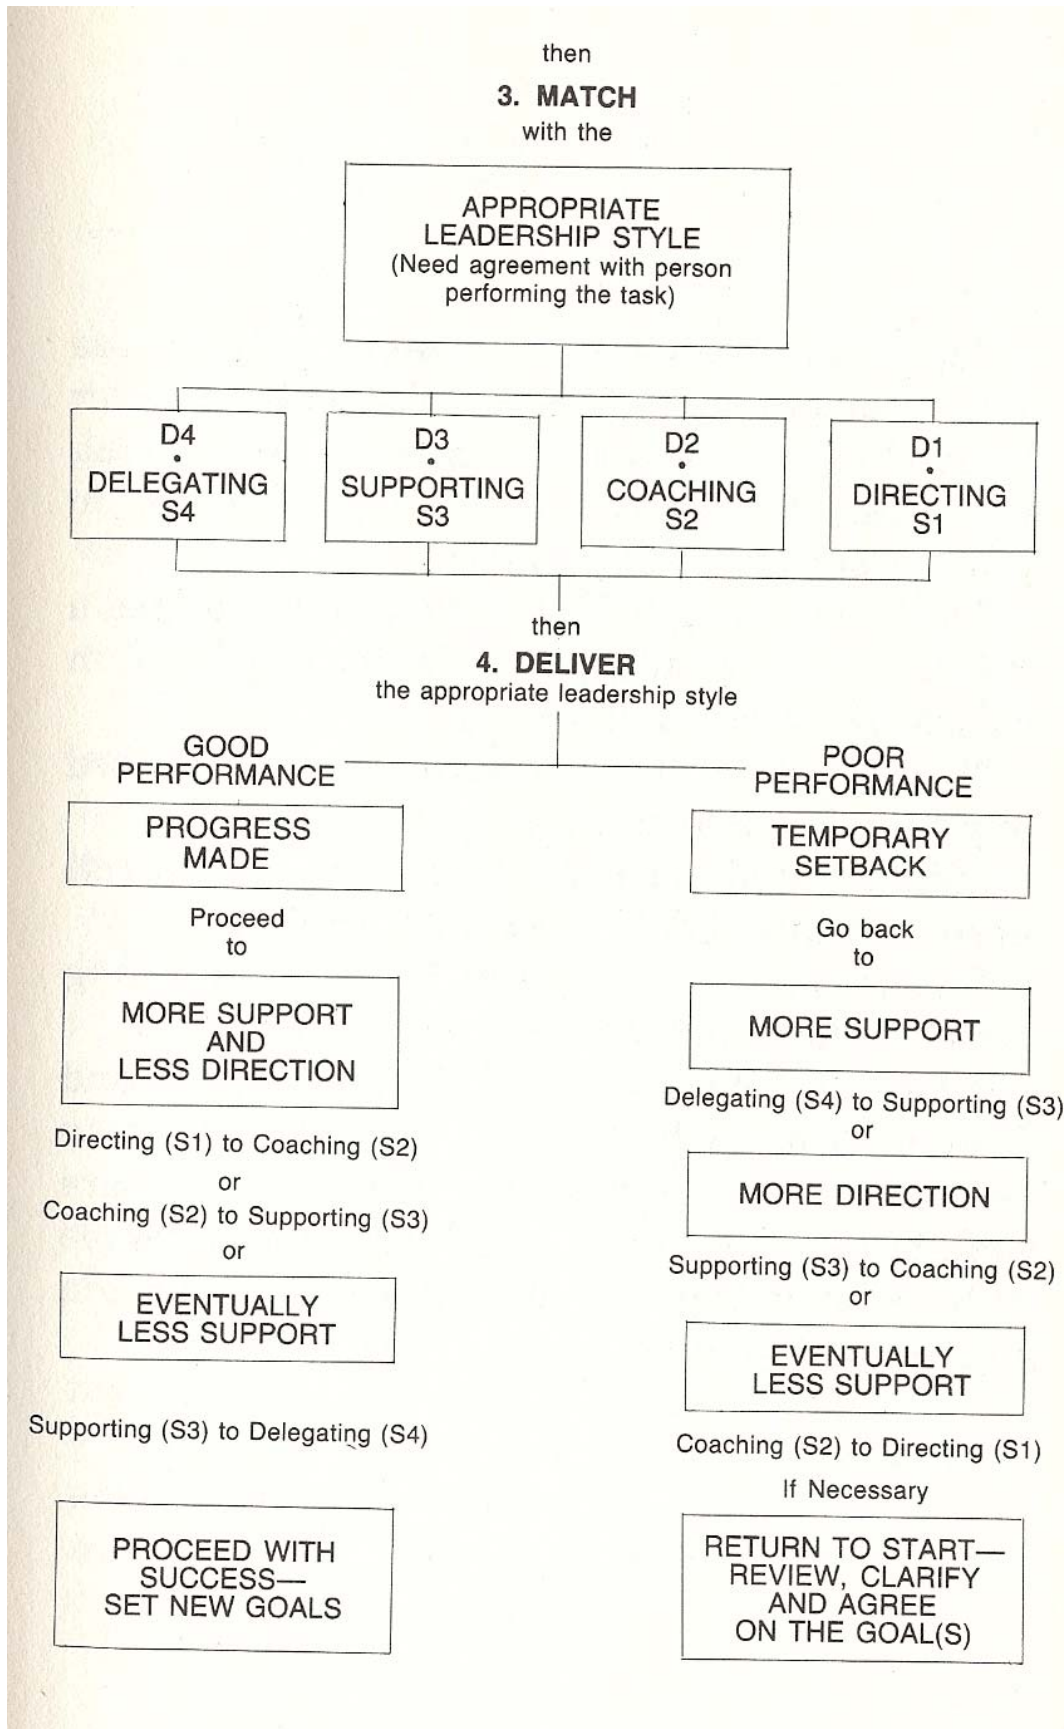 then
3. MATCH
with the
APPROPRIATE
LEADERSHIP STYLE
(Need agreement with person
performing the task)
D4
•
DELEGATING
S4
D3
•
SUPPORTING
S3
D2
•
COACHING
S2
D1
•
DIRECTING
S1
then
4. DELIVER
the appropriate leadership style
GOOD
PERFORMANCE
PROGRESS
MADE
Proceed
to
MORE SUPPORT
AND
LESS DIRECTION
Directing (S1) to Coaching (S2)
or
Coaching (S2) to Supporting (S3)
or
EVENTUALLY
LESS SUPPORT
Supporting (S3) to Delegating (S4)
PROCEED WITH
SUCCESS—
SET NEW GOALS
POOR
PERFORMANCE
TEMPORARY
SETBACK
Go back
to
MORE SUPPORT
Delegating (S4) to Supporting (S3)
or
MORE DIRECTION
Supporting (S3) to Coaching (S2)
or
EVENTUALLY
LESS SUPPORT
Coaching (S2) to Directing (S1)
If Necessary
RETURN TO START—
REVIEW, CLARIFY
AND AGREE
ON THE GOAL(S)